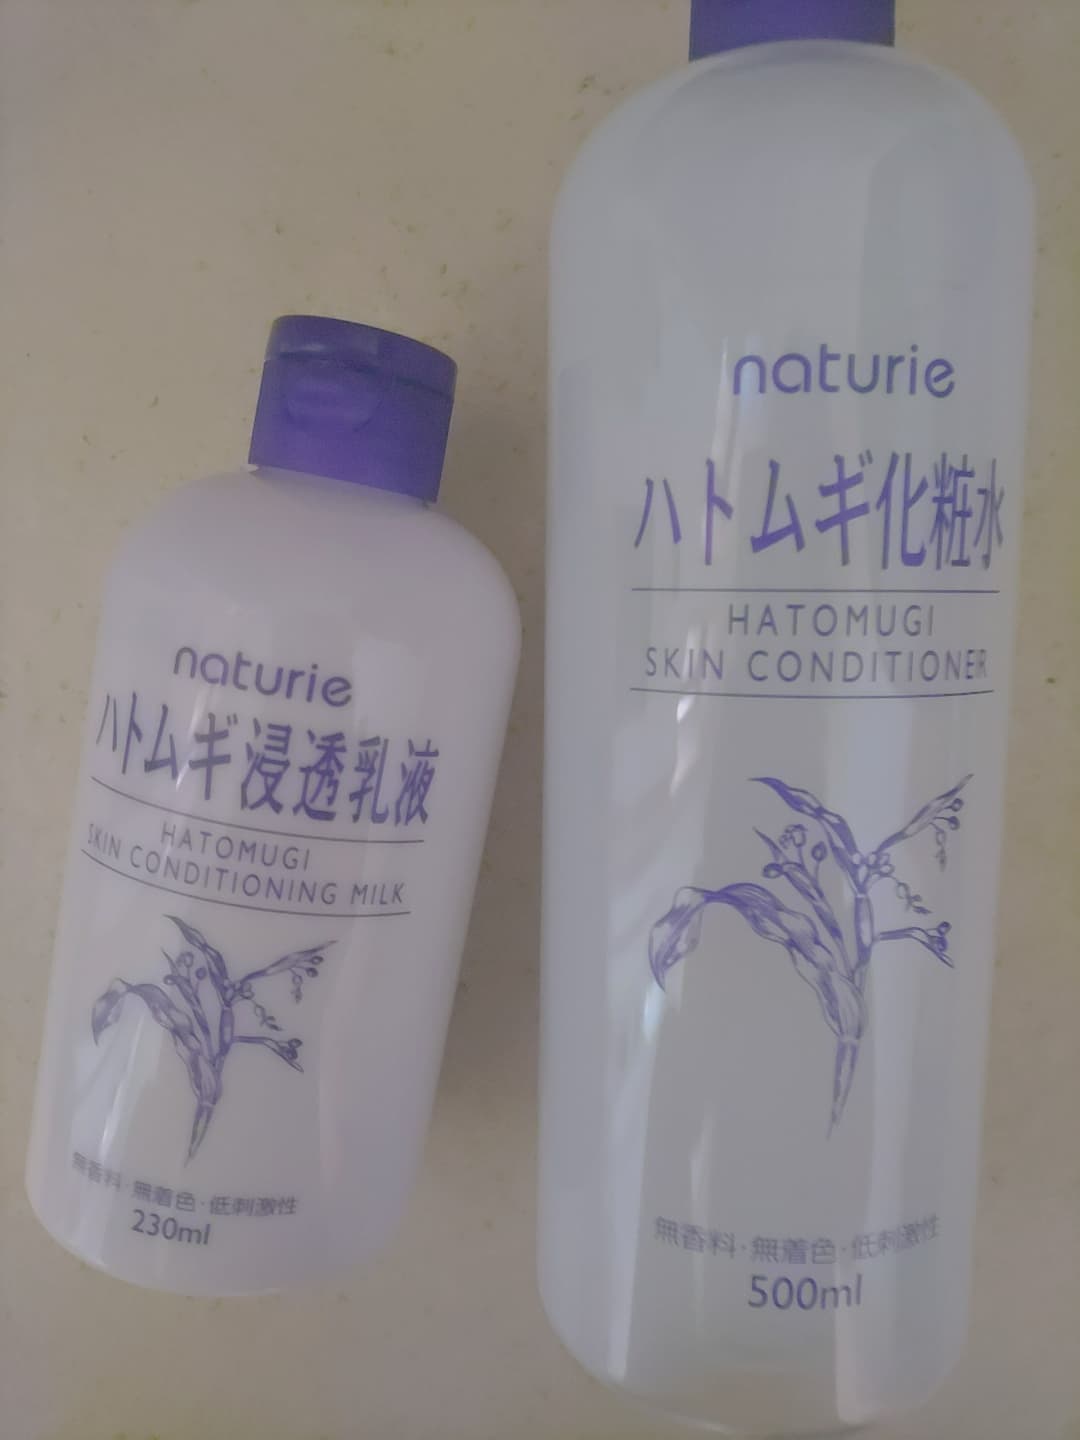 naturie
ハトムギ浸透乳液
HATOMUGI
SKIN CONDITIONING MILK
無香料・無着色・低刺激性
230ml
naturie
ハトムギ化粧水
HATOMUGI
SKIN CONDITIONER
無香料・無着色・低刺激性
500ml